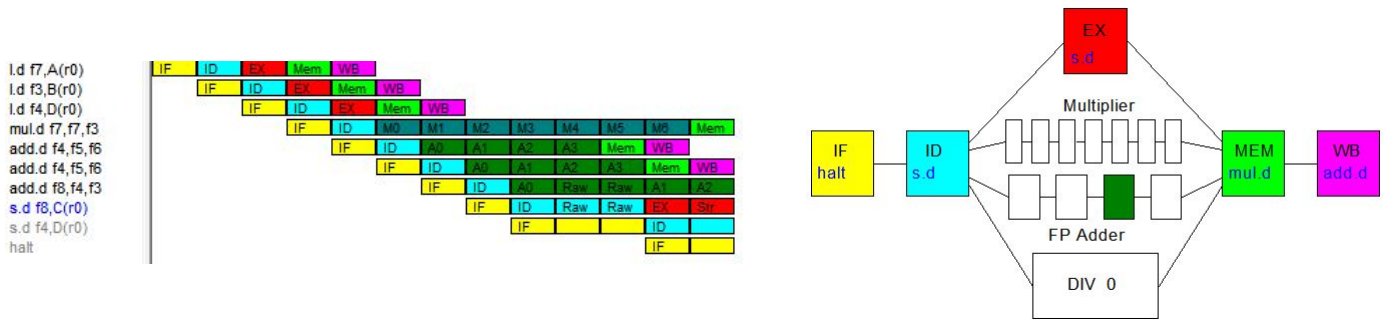 l.d f7,A(r0) IF ID EX Mem WB
l.d f3,B(r0) IF ID EX Mem WB
l.d f4,D(r0) IF ID EX Mem WB
mul.d f7,f7,f3 IF ID M0 M1 M2 M3 M4 M5 M6 Mem
add.d f4,f5,f6 IF ID A0 A1 A2 A3 Mem WB
add.d f4,f5,f6 IF ID A0 A1 A2 A3 Mem WB
add.d f8,f4,f3 IF ID A0 Raw Raw A1 A2
s.d f8,C(r0) IF ID Raw Raw EX Str
s.d f4,D(r0) IF ID
halt IF
EX
s.d
Multiplier
IF
halt
ID
s.d
MEM
mul.d
WB
add.d
FP Adder
DIV 0